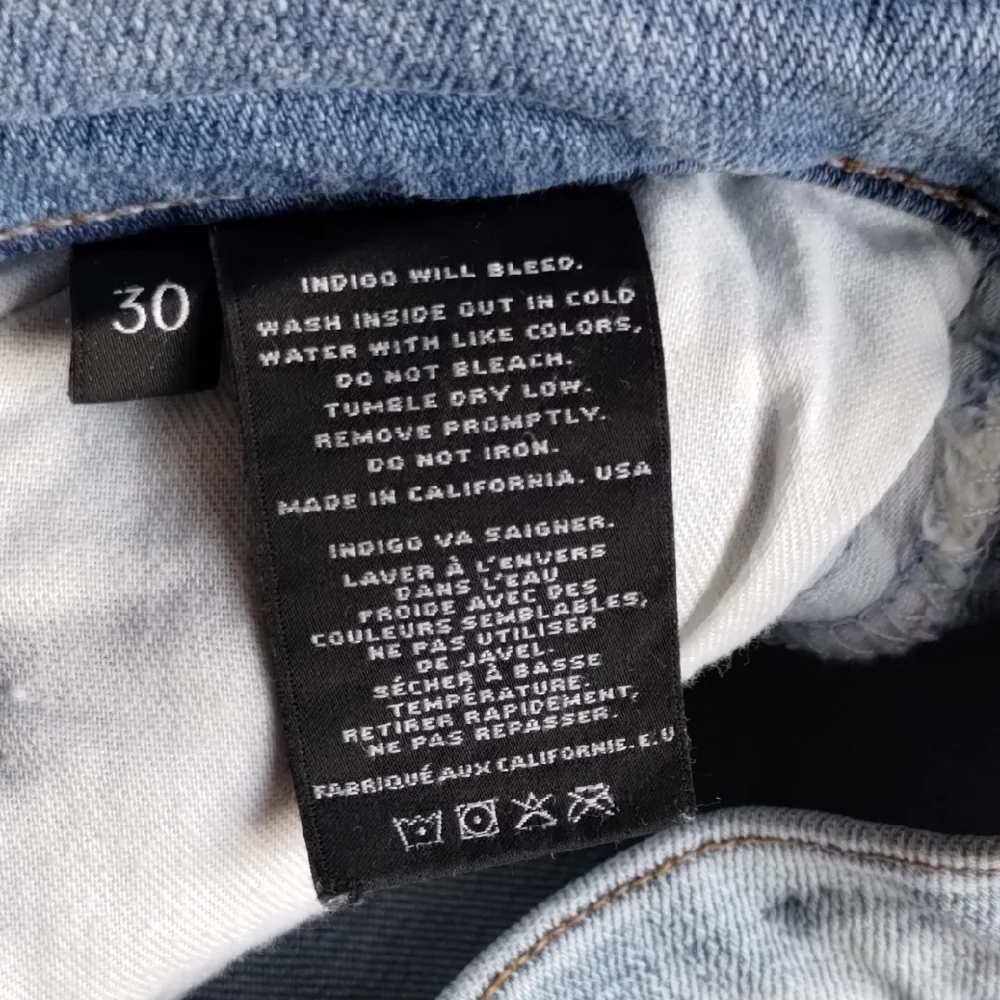 30
INDIGO WILL BLEED.
WASH INSIDE OUT IN COLD
WATER WITH LIKE COLORS,
DO NOT BLEACH.
TUMBLE DRY LOW.
REMOVE PROMPTLY.
DO NOT IRON.
MADE IN CALIFORNIA. USA
INDIGO VA SAIGNER.
LAVER À L'ENVERS
DANS L'EAU
FROIDE AVEC DES
COULEURS SEMBLABLES,
NE PAS UTILISER
DE JAVEL.
SÉCHER À BASSE
TEMPÉRATURE.
RETIRER RAPIDEMENT,
NE PAS REPASSER.
FABRIQUÉ AUX CALIFORNIE. E.U